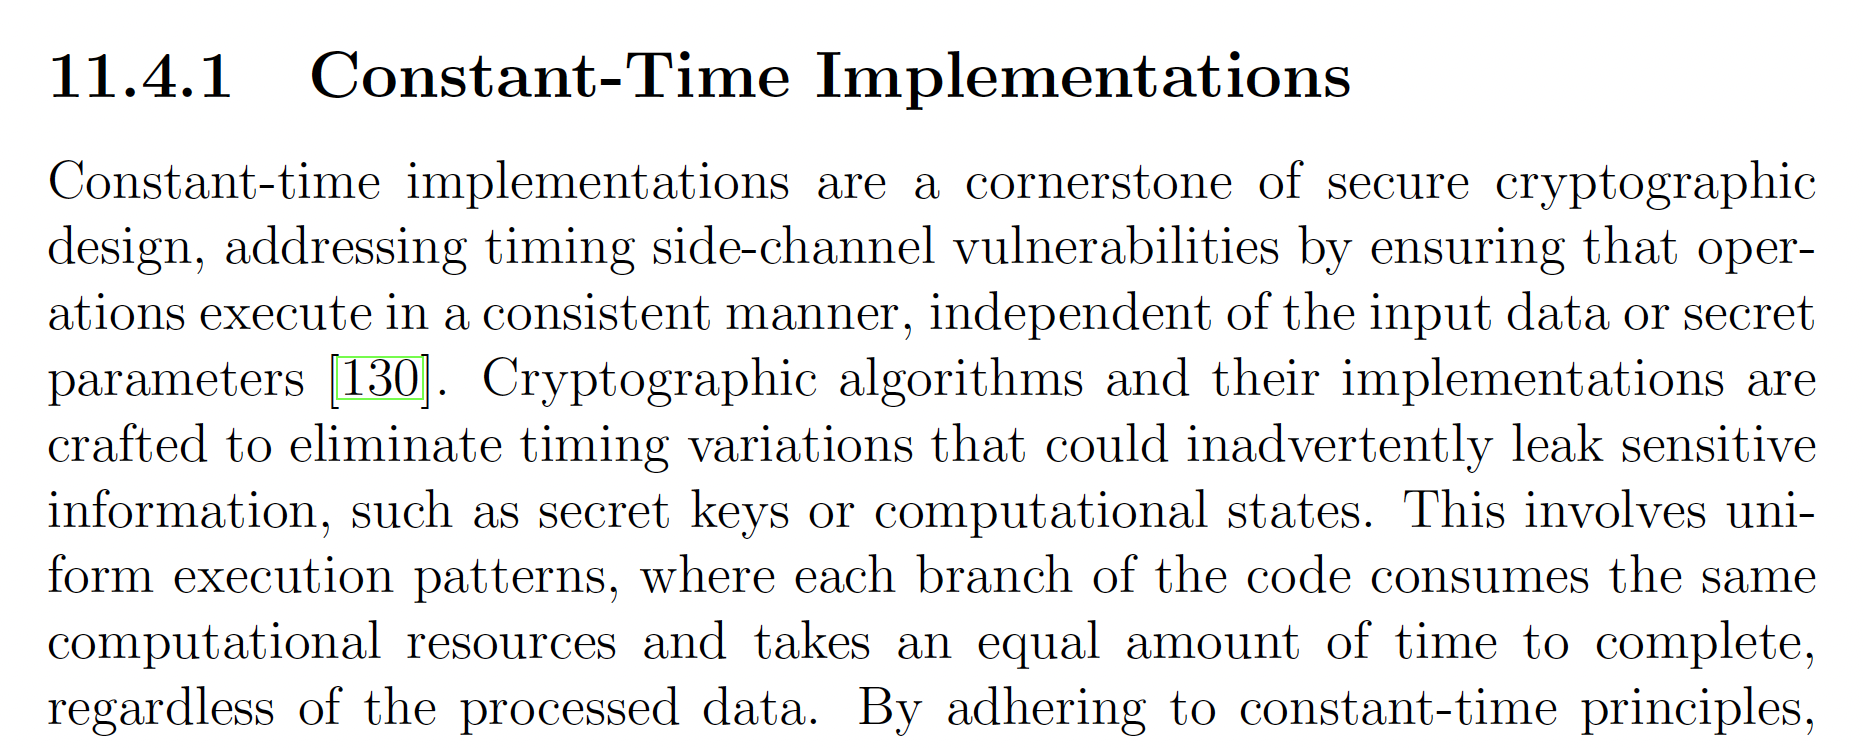 11.4.1 Constant-Time Implementations
Constant-time implementations are a cornerstone of secure cryptographic
design, addressing timing side-channel vulnerabilities by ensuring that oper-
ations execute in a consistent manner, independent of the input data or secret
parameters [130]. Cryptographic algorithms and their implementations are
crafted to eliminate timing variations that could inadvertently leak sensitive
information, such as secret keys or computational states. This involves uni-
form execution patterns, where each branch of the code consumes the same
computational resources and takes an equal amount of time to complete,
regardless of the processed data. By adhering to constant-time principles,